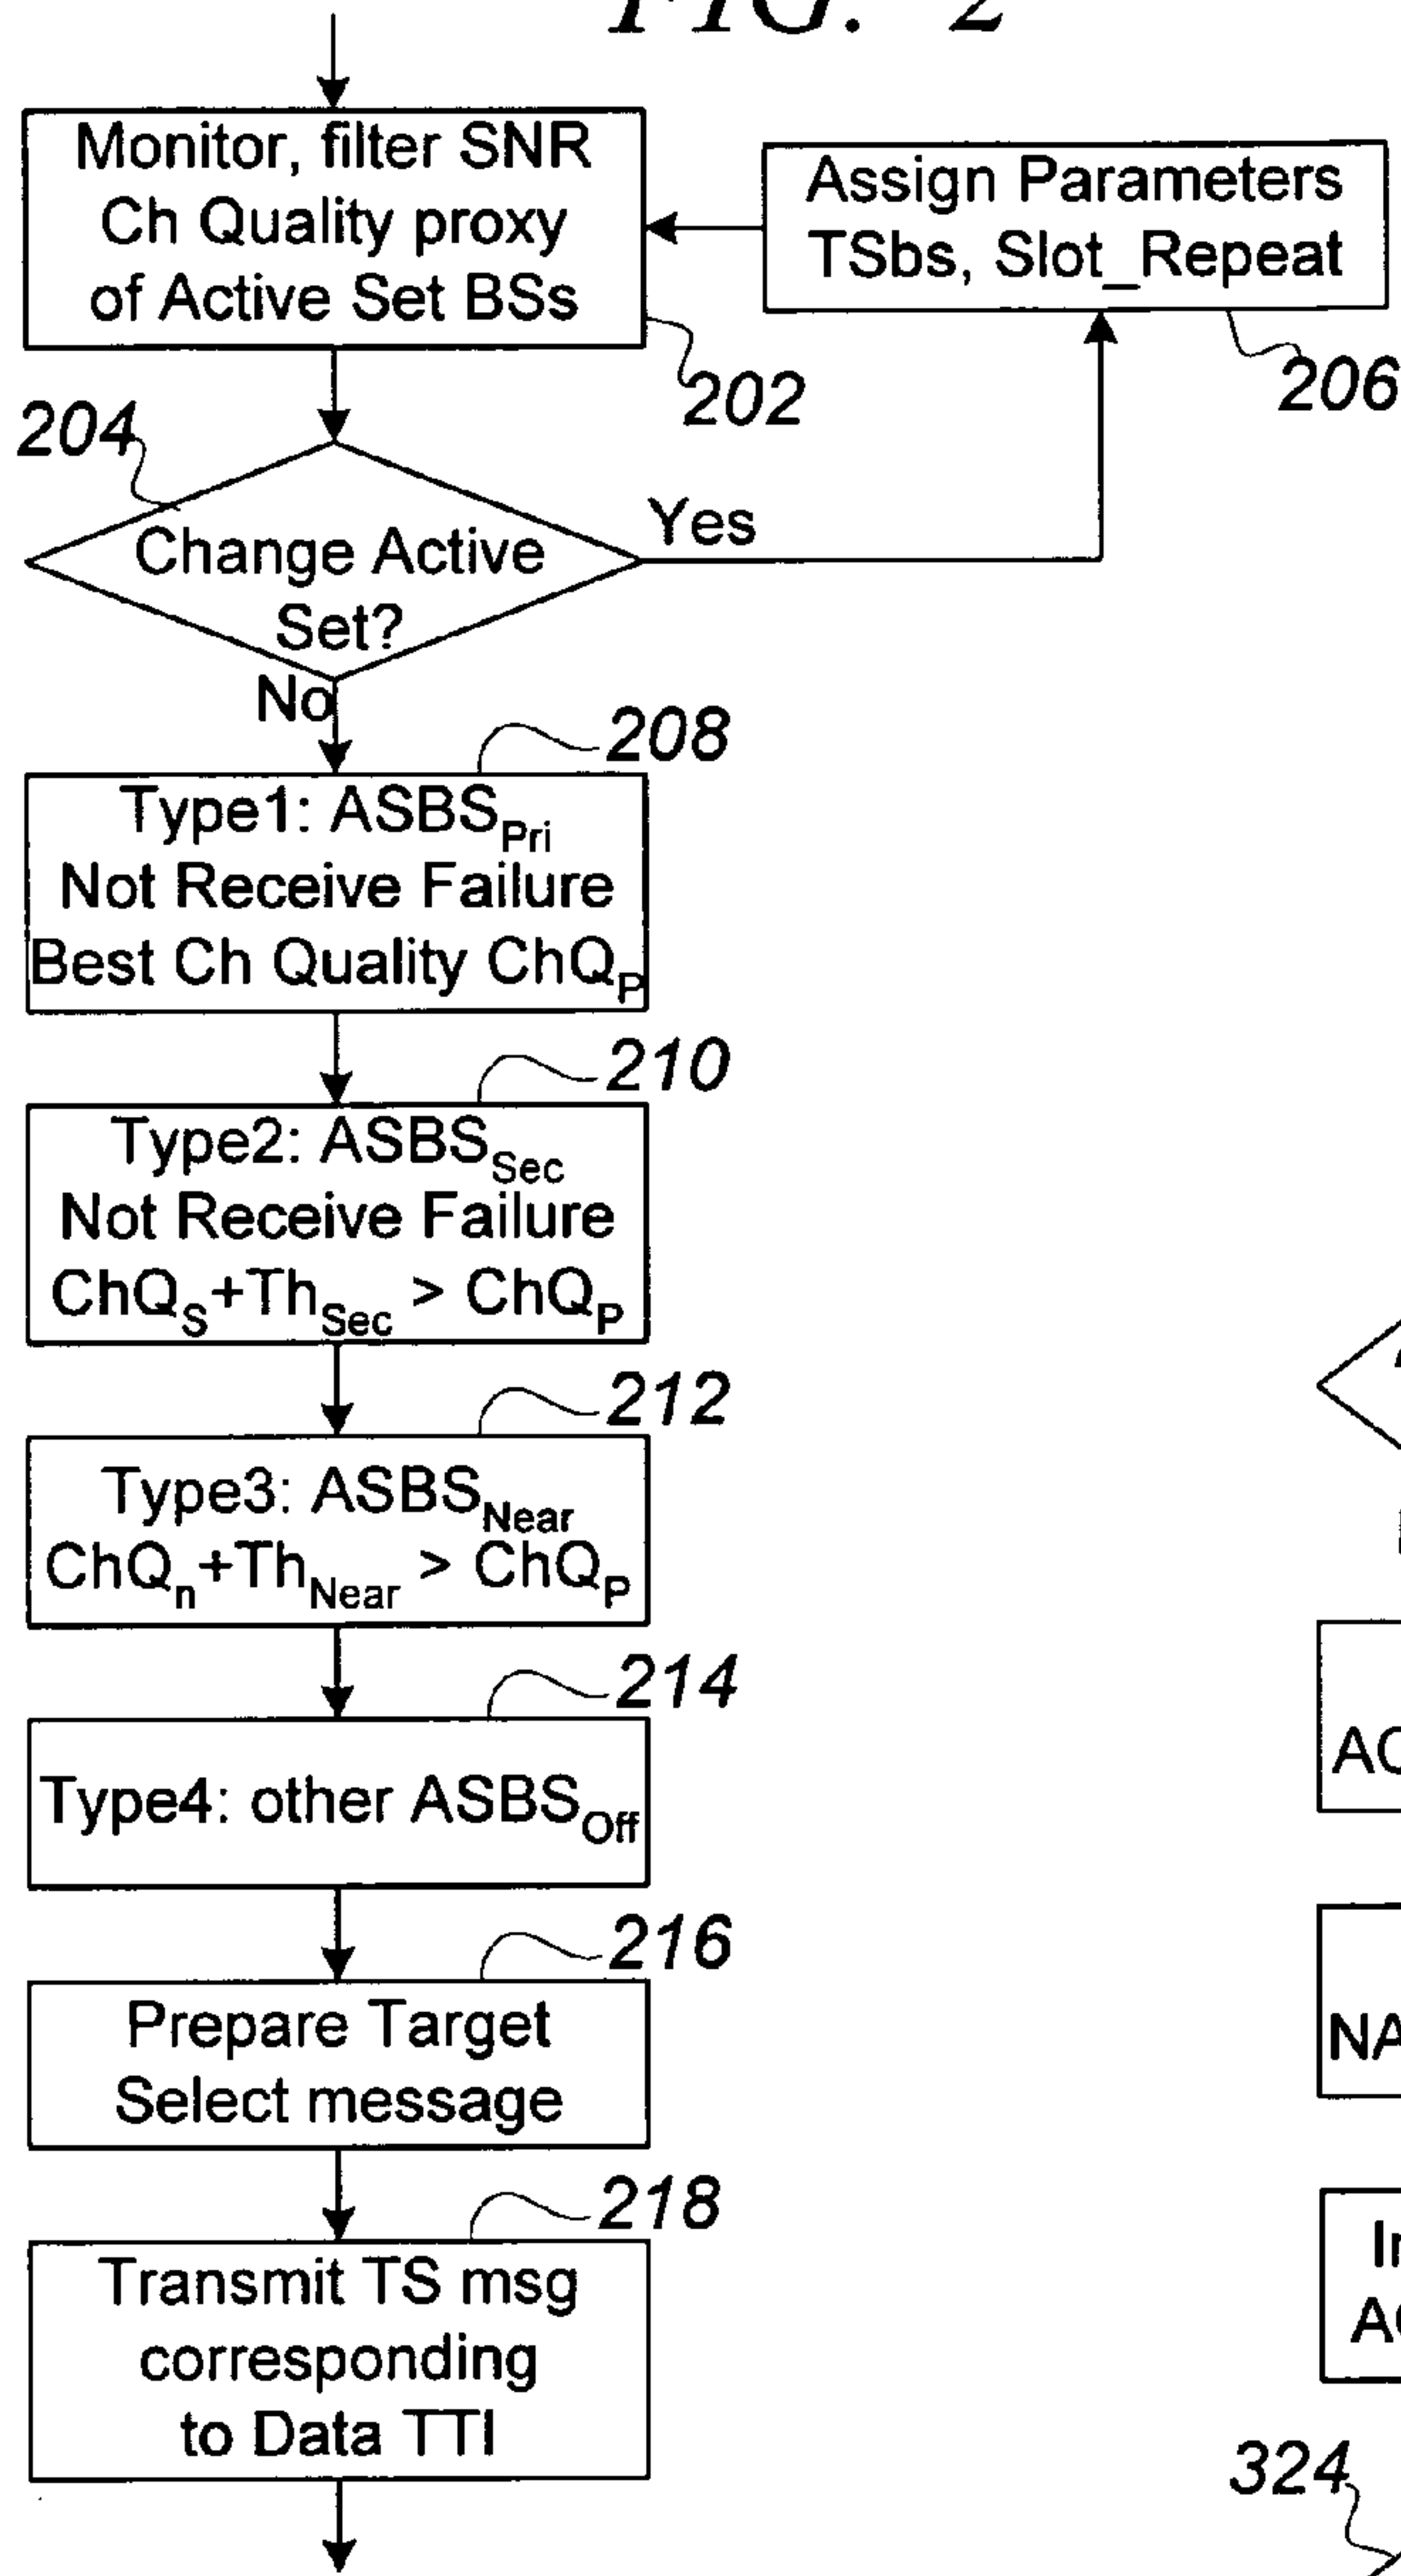 FIG. 2
Monitor, filter SNR
Ch Quality proxy
of Active Set BSs
202
Assign Parameters
TSbs, Slot_Repeat
206
204
Change Active
Set?
Yes
No
208
Type1: ASBSPri
Not Receive Failure
Best Ch Quality ChQP
210
Type2: ASBSSec
Not Receive Failure
ChQS+ThSec > ChQP
212
Type3: ASBSNear
ChQn+ThNear > ChQP
214
Type4: other ASBSOff
216
Prepare Target
Select message
218
Transmit TS msg
corresponding
to Data TTI
324